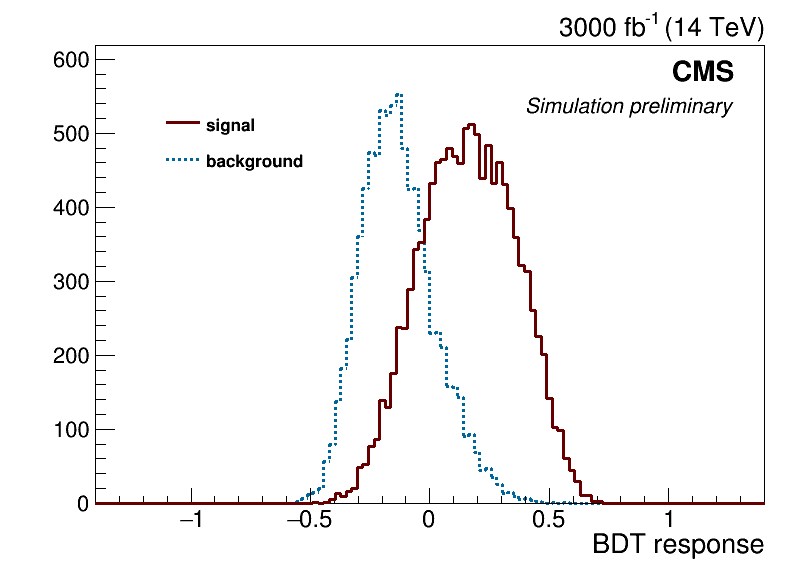 3000 fb-1 (14 TeV)
600
CMS
Simulation preliminary
signal
500
background
400
300
200
100
0
−1
−0.5
0
0.5
1
BDT response